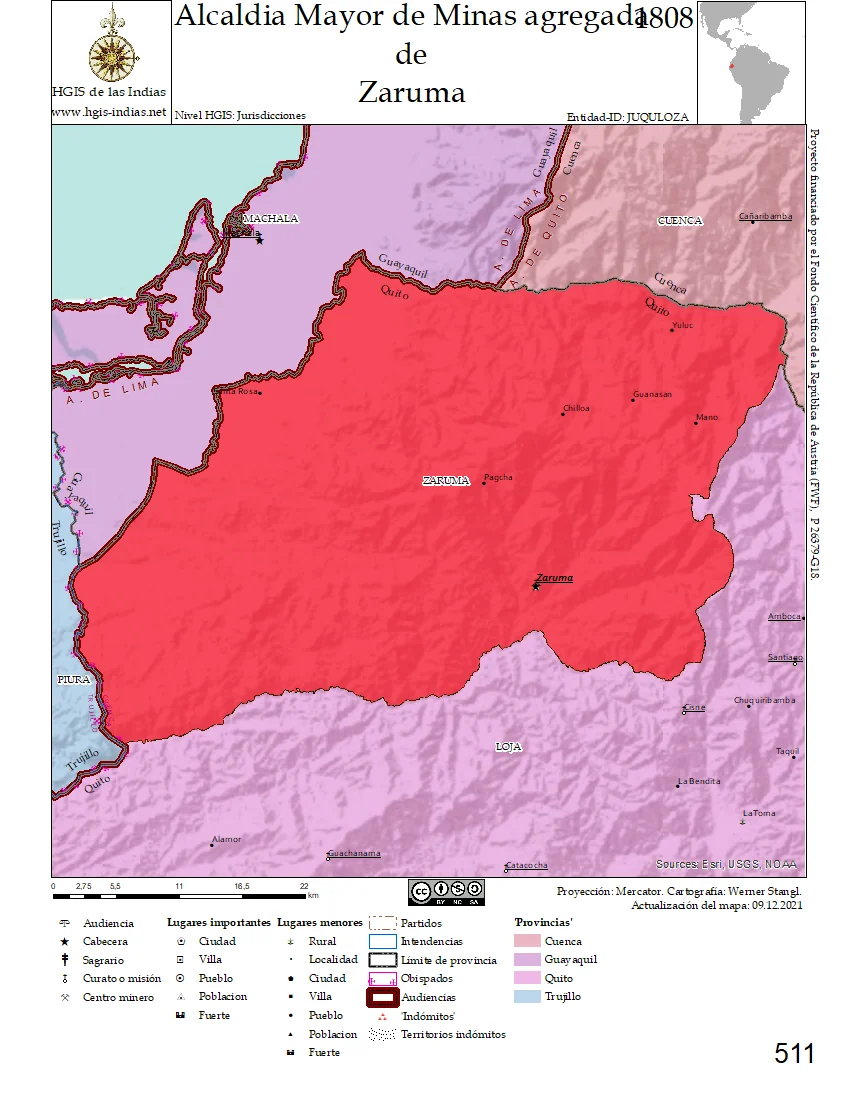 Alcaldia Mayor de Minas agregada
1808
de
Zaruma
HGIS de las Indias
www.hgis-indias.net
Nivel HGIS: Jurisdicciones
Entidad-ID: JUQULOZA
Proyecto financiado por el Fondo Científico de la República de Austria (FWF), P 26379-G18.
Guayaquil
Cuenca
A. DE LIMA
A. DE QUITO
MACHALA
CUENCA
Cañaribamba
Guayaquil
Quito
Cuenca
Quito
Yuluc
A. DE LIMA
Rosa
Guanasan
Chilloa
Mano
ZARUMA
Pagcha
Guayaquil
Trujillo
Zaruma
Amboca
Santiago
PIURA
Cisne
Chuquiribamba
LOJA
Taquil
Trujillo
Quito
La Bendita
La Toma
Alamor
Guachanama
Catacocha
Sources: Esri, USGS, NOAA
0 2,75 5,5 11 16,5 22
km
CC BY NC SA
Proyección: Mercator. Cartografía: Werner Stangl.
Actualización del mapa: 09.12.2021
Audiencia
Cabecera
Sagrario
Curato o misión
Centro minero
Lugares importantes
Ciudad
Villa
Pueblo
Poblacion
Fuerte
Lugares menores
Rural
Localidad
Ciudad
Villa
Pueblo
Poblacion
Fuerte
Partidos
Intendencias
Límite de provincia
Obispados
Audiencias
'Indómitos'
Territorios indómitos
'Provincias'
Cuenca
Guayaquil
Quito
Trujillo
511